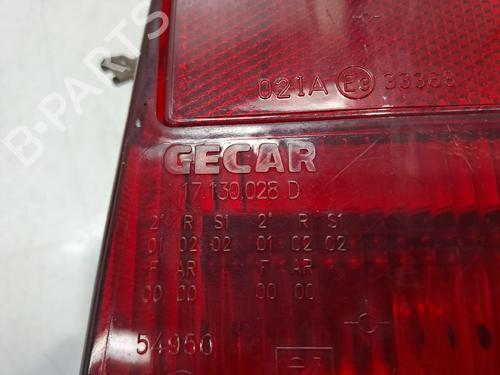 021A E9 33368
GECAR
17.130.028 D
2° R S1 2° R S1
01 02 02 01 02 02
F AR F AR
00 00 00 00
54950
B-PARTS